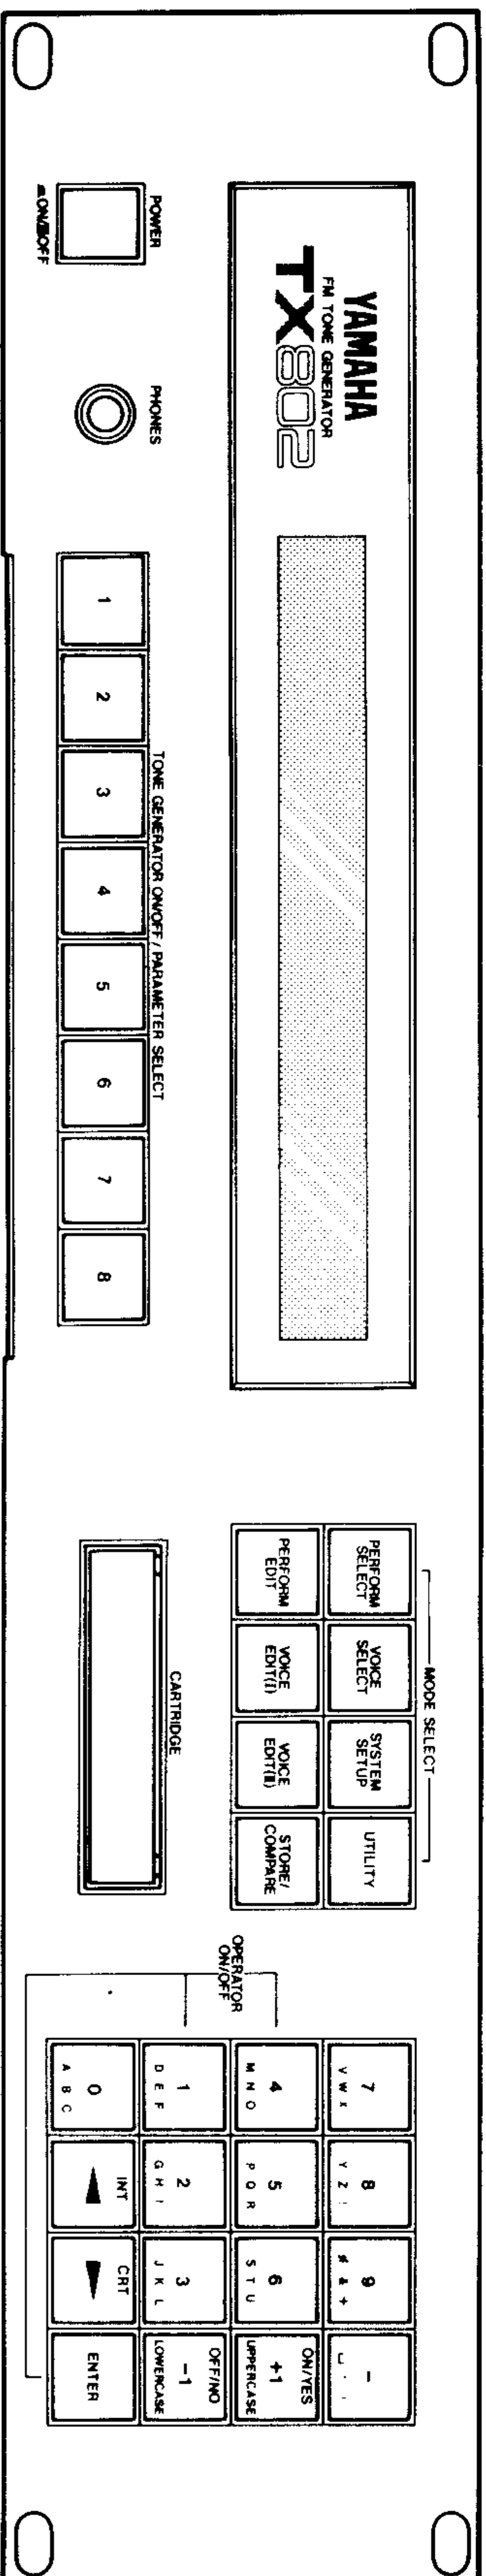 YAMAHA
FM TONE GENERATOR
TX802
POWER
ON/OFF
PHONES
TONE GENERATOR ON/OFF / PARAMETER SELECT
1
2
3
4
5
6
7
8
MODE SELECT
PERFORM
SELECT
VOICE
SELECT
SYSTEM
SETUP
UTILITY
PERFORM
EDIT
VOICE
EDIT(I)
VOICE
EDIT(II)
STORE/
COMPARE
CARTRIDGE
OPERATOR
ON/OFF
7
V W X
8
Y Z !
9
# & +
-
4
M N O
5
P Q R
6
S T U
ON/YES
+1
UPPERCASE
1
D E F
2
G H I
3
J K L
OFF/NO
-1
LOWERCASE
0
A B C
INT
◀
CRT
▶
ENTER